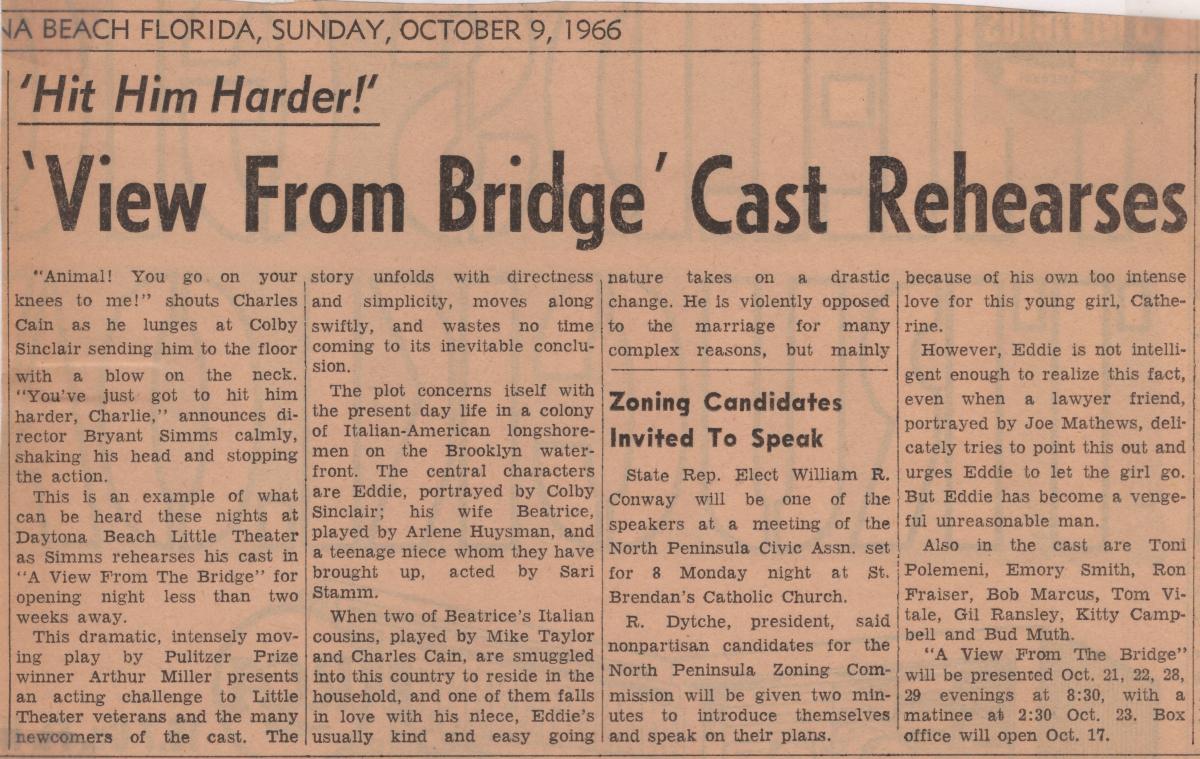 NA BEACH FLORIDA, SUNDAY, OCTOBER 9, 1966
'Hit Him Harder!'
'View From Bridge' Cast Rehearses
"Animal! You go on your
knees to me!" shouts Charles
Cain as he lunges at Colby
Sinclair sending him to the floor
with a blow on the neck.
"You've just got to hit him
harder, Charlie," announces di-
rector Bryant Simms calmly,
shaking his head and stopping
the action.
This is an example of what
can be heard these nights at
Daytona Beach Little Theater
as Simms rehearses his cast in
"A View From The Bridge" for
opening night less than two
weeks away.
This dramatic, intensely mov-
ing play by Pulitzer Prize
winner Arthur Miller presents
an acting challenge to Little
Theater veterans and the many
newcomers of the cast. The
story unfolds with directness
and simplicity, moves along
swiftly, and wastes no time
coming to its inevitable conclu-
sion.
The plot concerns itself with
the present day life in a colony
of Italian-American longshore-
men on the Brooklyn water-
front. The central characters
are Eddie, portrayed by Colby
Sinclair; his wife Beatrice,
played by Arlene Huysman, and
a teenage niece whom they have
brought up, acted by Sari
Stamm.
When two of Beatrice's Italian
cousins, played by Mike Taylor
and Charles Cain, are smuggled
into this country to reside in the
household, and one of them falls
in love with his niece, Eddie's
usually kind and easy going
nature takes on a drastic
change. He is violently opposed
to the marriage for many
complex reasons, but mainly
because of his own too intense
love for this young girl, Cathe-
rine.
However, Eddie is not intelli-
gent enough to realize this fact,
even when a lawyer friend,
portrayed by Joe Mathews, deli-
cately tries to point this out and
urges Eddie to let the girl go.
But Eddie has become a venge-
ful unreasonable man.
Also in the cast are Toni
Polemeni, Emory Smith, Ron
Fraiser, Bob Marcus, Tom Vi-
tale, Gil Ransley, Kitty Camp-
bell and Bud Muth.
"A View From The Bridge"
will be presented Oct. 21, 22, 28,
29 evenings at 8:30, with a
matinee at 2:30 Oct. 23. Box
office will open Oct. 17.
Zoning Candidates
Invited To Speak
State Rep. Elect William R.
Conway will be one of the
speakers at a meeting of the
North Peninsula Civic Assn. set
for 8 Monday night at St.
Brendan's Catholic Church.
R. Dytche, president, said
nonpartisan candidates for the
North Peninsula Zoning Com-
mission will be given two min-
utes to introduce themselves
and speak on their plans.